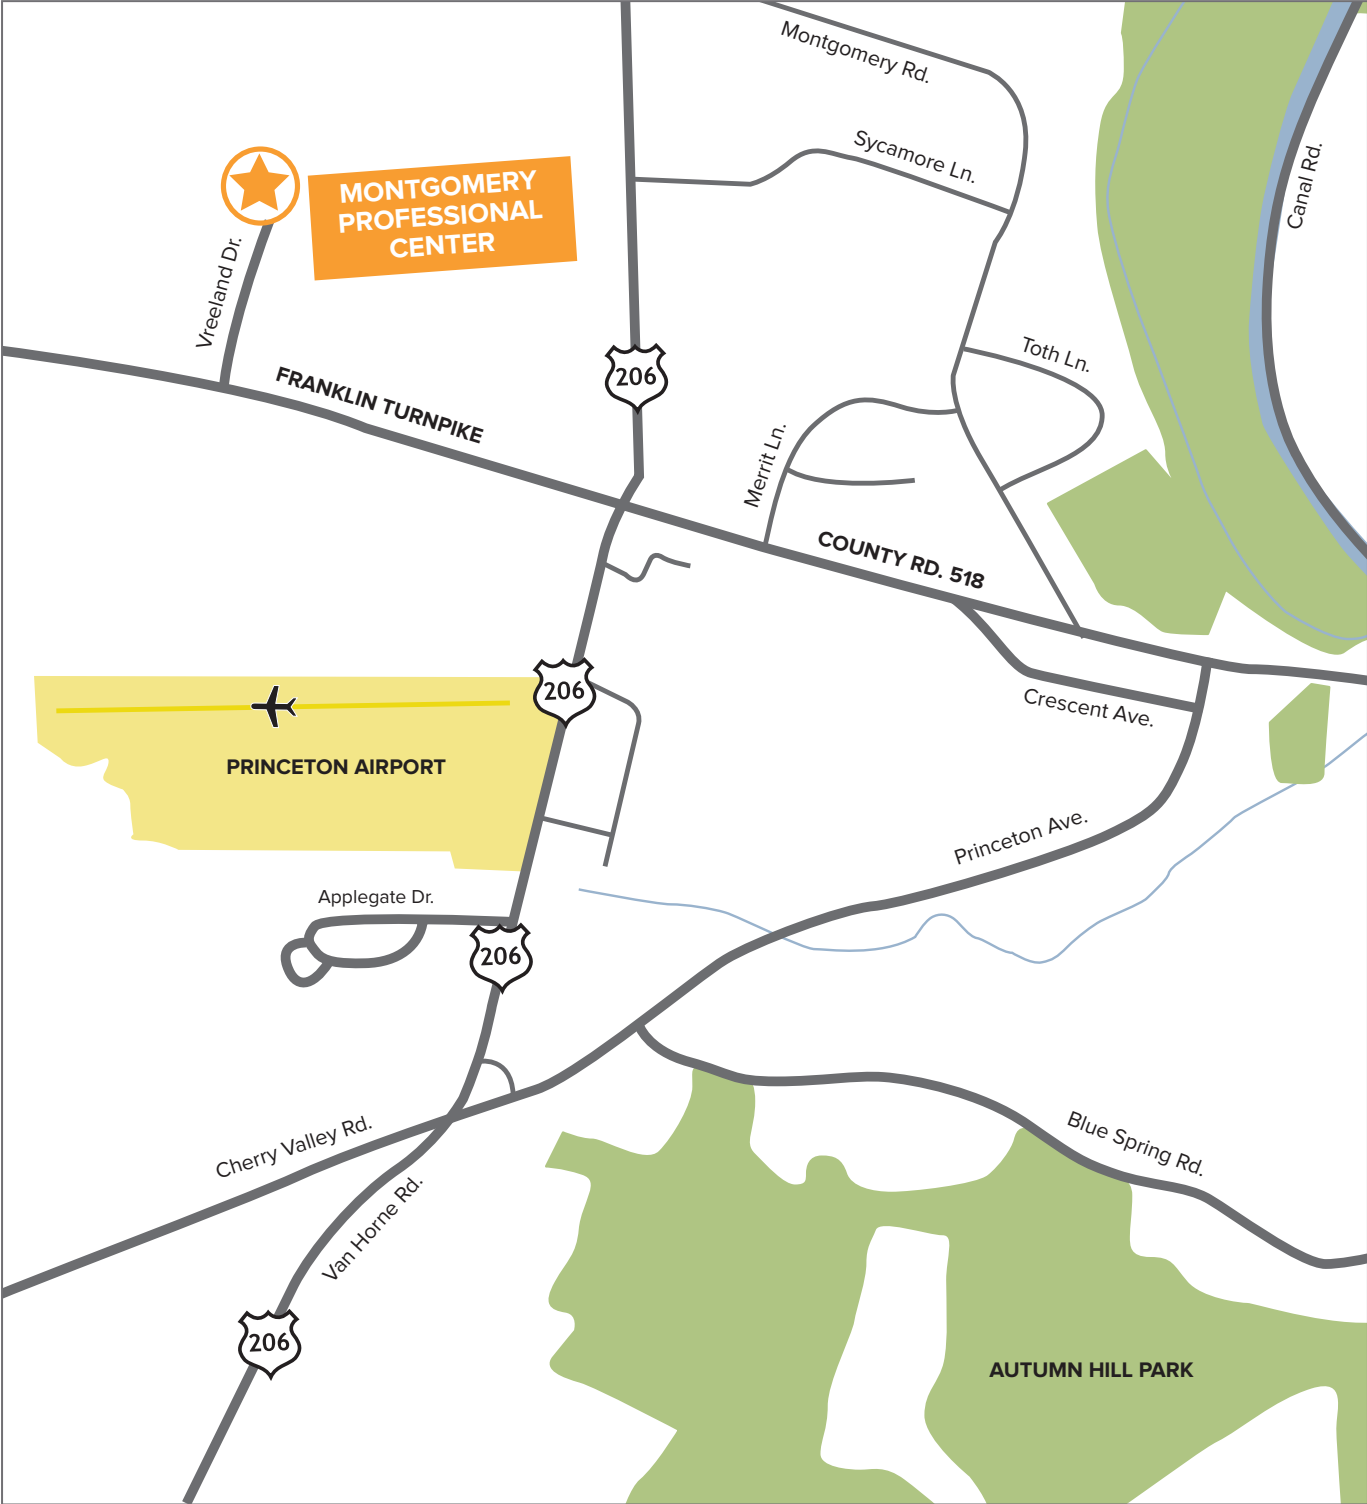 Montgomery Rd.
Sycamore Ln.
Canal Rd.
MONTGOMERY
PROFESSIONAL
CENTER
Vreeland Dr.
Toth Ln.
206
FRANKLIN TURNPIKE
Merrit Ln.
COUNTY RD. 518
206
Crescent Ave.
PRINCETON AIRPORT
Princeton Ave.
Applegate Dr.
206
Cherry Valley Rd.
Blue Spring Rd.
Van Horne Rd.
206
AUTUMN HILL PARK